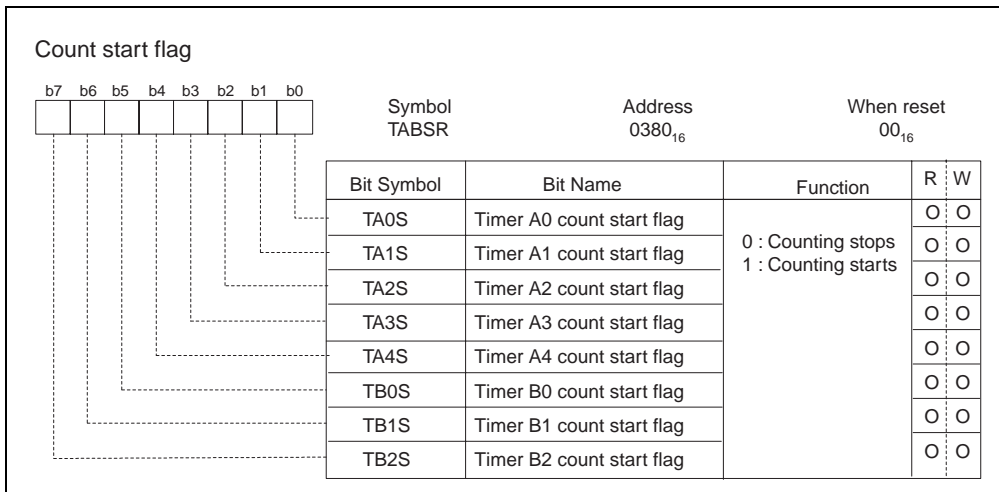 Count start flag
b7 b6 b5 b4 b3 b2 b1 b0
Symbol Address When reset
TABSR 0380₁₆ 00₁₆
Bit Symbol Bit Name Function R W
TA0S Timer A0 count start flag O O
0 : Counting stops
1 : Counting starts
TA1S Timer A1 count start flag O O
TA2S Timer A2 count start flag O O
TA3S Timer A3 count start flag O O
TA4S Timer A4 count start flag O O
TB0S Timer B0 count start flag O O
TB1S Timer B1 count start flag O O
TB2S Timer B2 count start flag O O